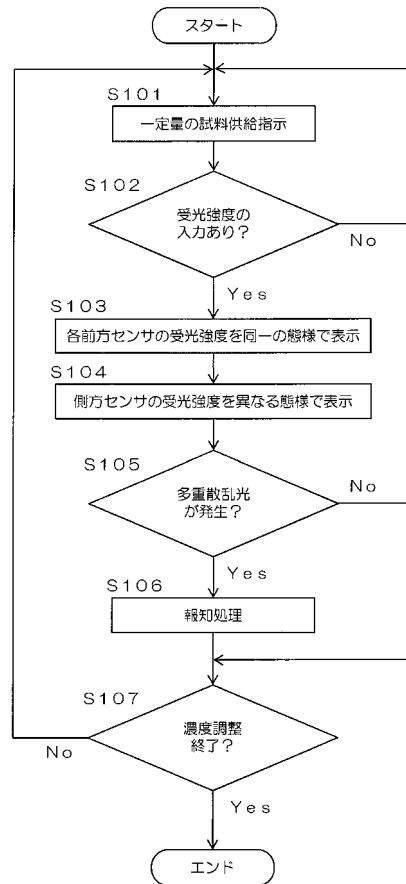 スタート
S101
一定量の試料供給指示
S102
受光強度の
入力あり？
No
Yes
S103
各前方センサの受光強度を同一の態様で表示
S104
側方センサの受光強度を異なる態様で表示
S105
多重散乱光
が発生？
No
Yes
S106
報知処理
S107
濃度調整
終了？
No
Yes
エンド